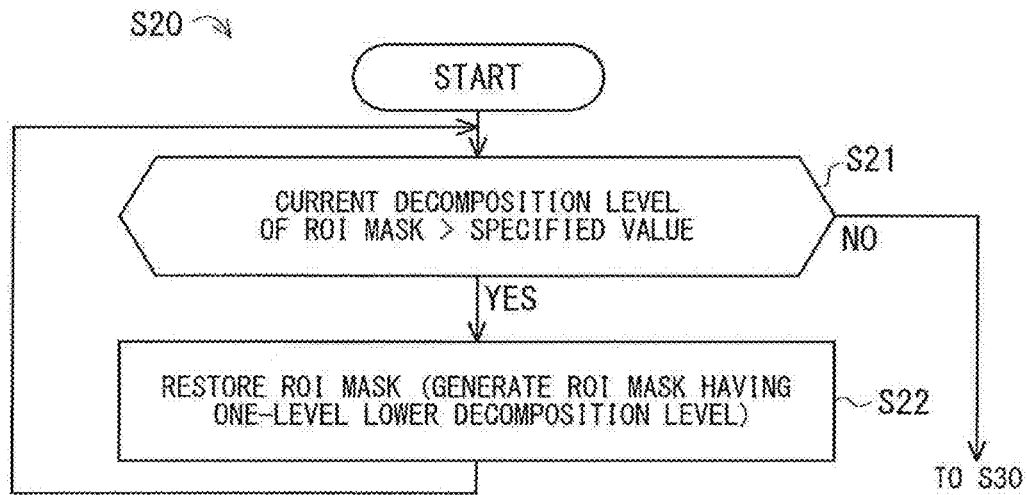 S20
START
S21
CURRENT DECOMPOSITION LEVEL
OF ROI MASK > SPECIFIED VALUE
NO
YES
RESTORE ROI MASK (GENERATE ROI MASK HAVING
ONE-LEVEL LOWER DECOMPOSITION LEVEL)
S22
TO S30